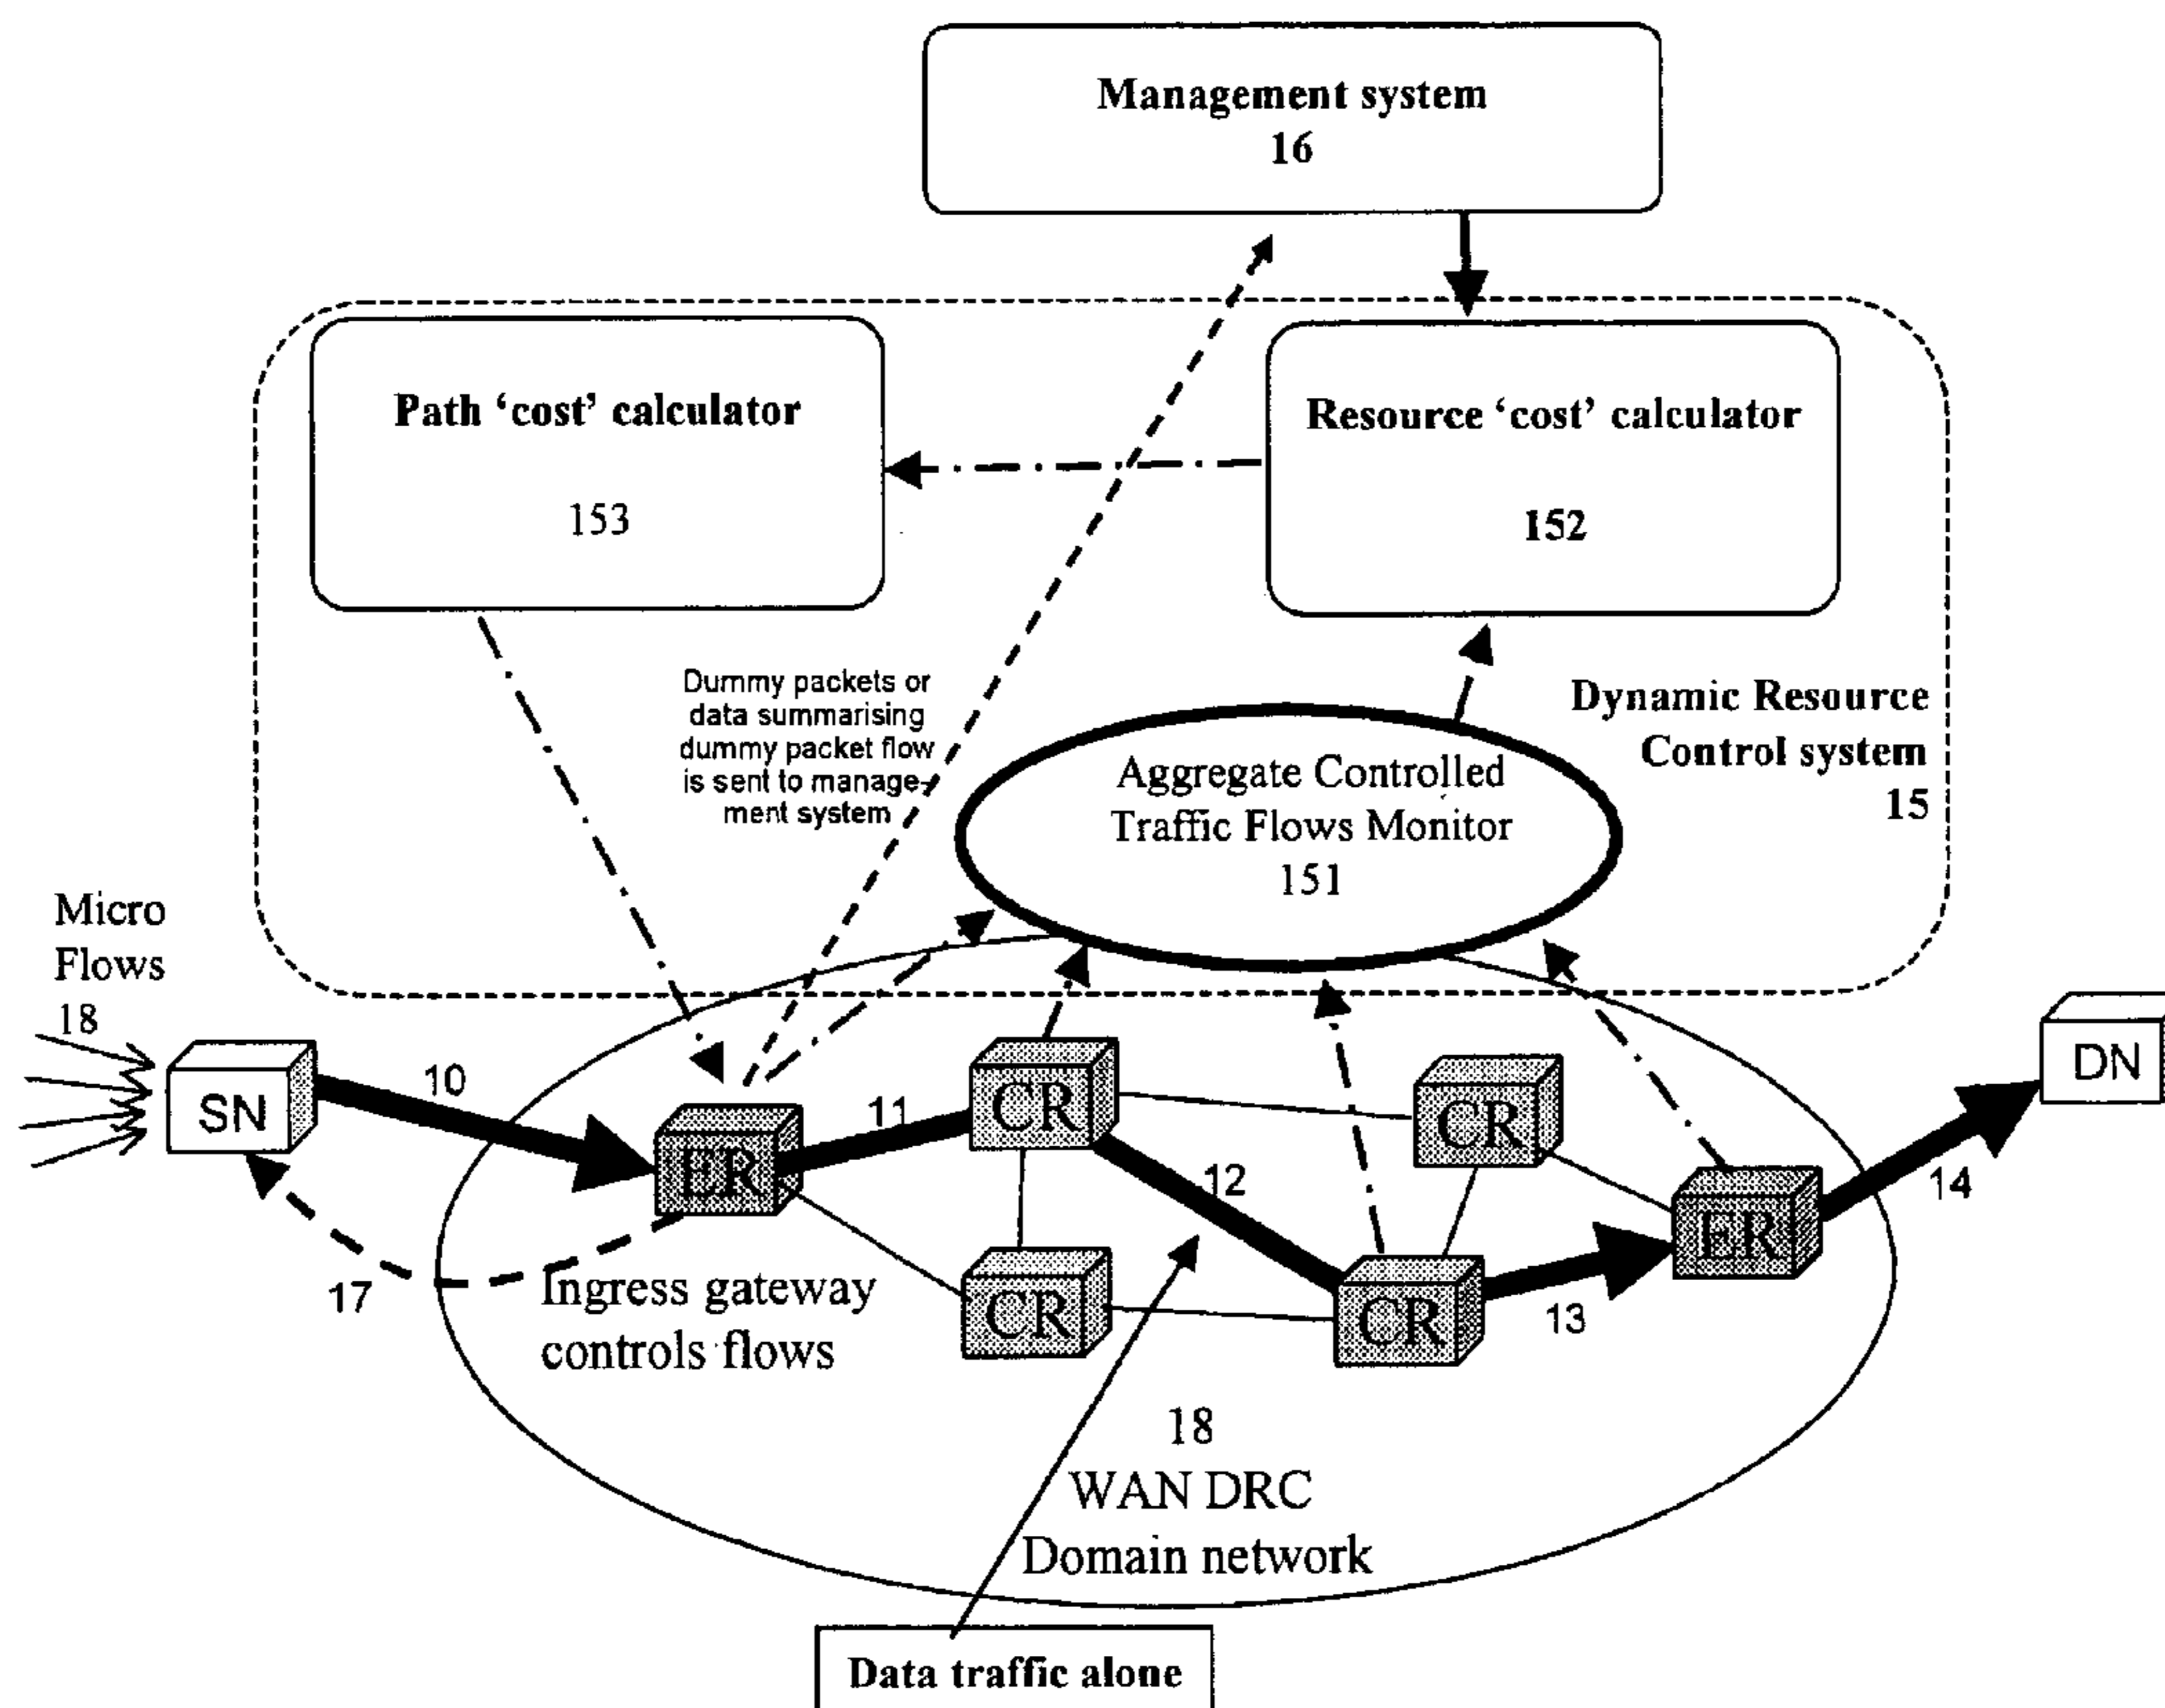 Management system
16
Path ‘cost’ calculator
153
Resource ‘cost’ calculator
152
Dummy packets or
data summarising
dummy packet flow
is sent to manage-
ment system
Dynamic Resource
Control system
15
Aggregate Controlled
Traffic Flows Monitor
151
Micro
Flows
18
SN
10
ER
11
CR
CR
12
DN
14
ER
17
Ingress gateway
controls flows
CR
CR
13
18
WAN DRC
Domain network
Data traffic alone